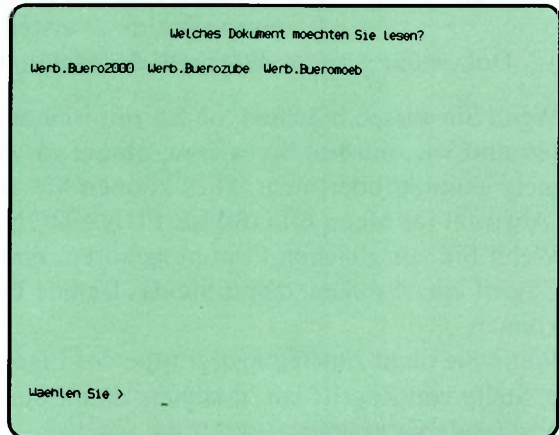 Welches Dokument moechten Sie lesen?
Werb.Buero2000 Werb.Buerozube Werb.Bueromoeb
Waehlen Sie > _